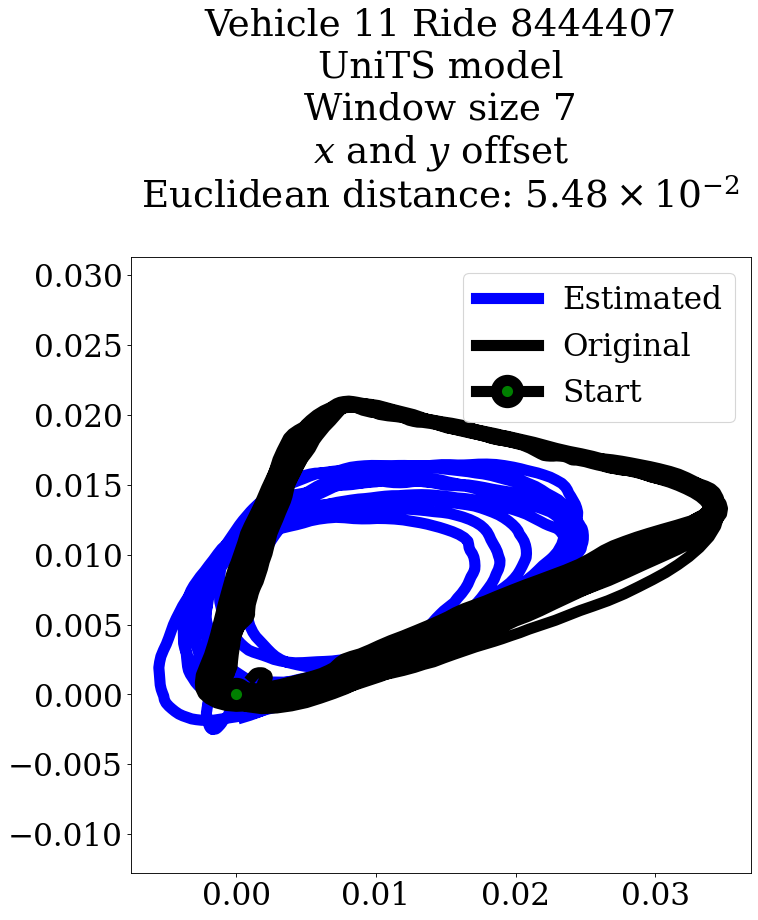 Vehicle 11 Ride 8444407
UniTS model
Window size 7
x and y offset
Euclidean distance: 5.48 × 10⁻²
Estimated
Original
Start
0.030
0.025
0.020
0.015
0.010
0.005
0.000
−0.005
−0.010
0.00 0.01 0.02 0.03